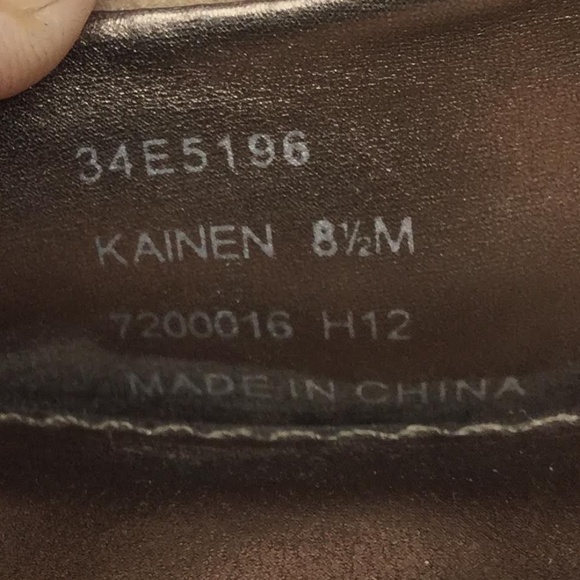 34E5196
KAINEN 8½M
7200016 H12
MADE IN CHINA